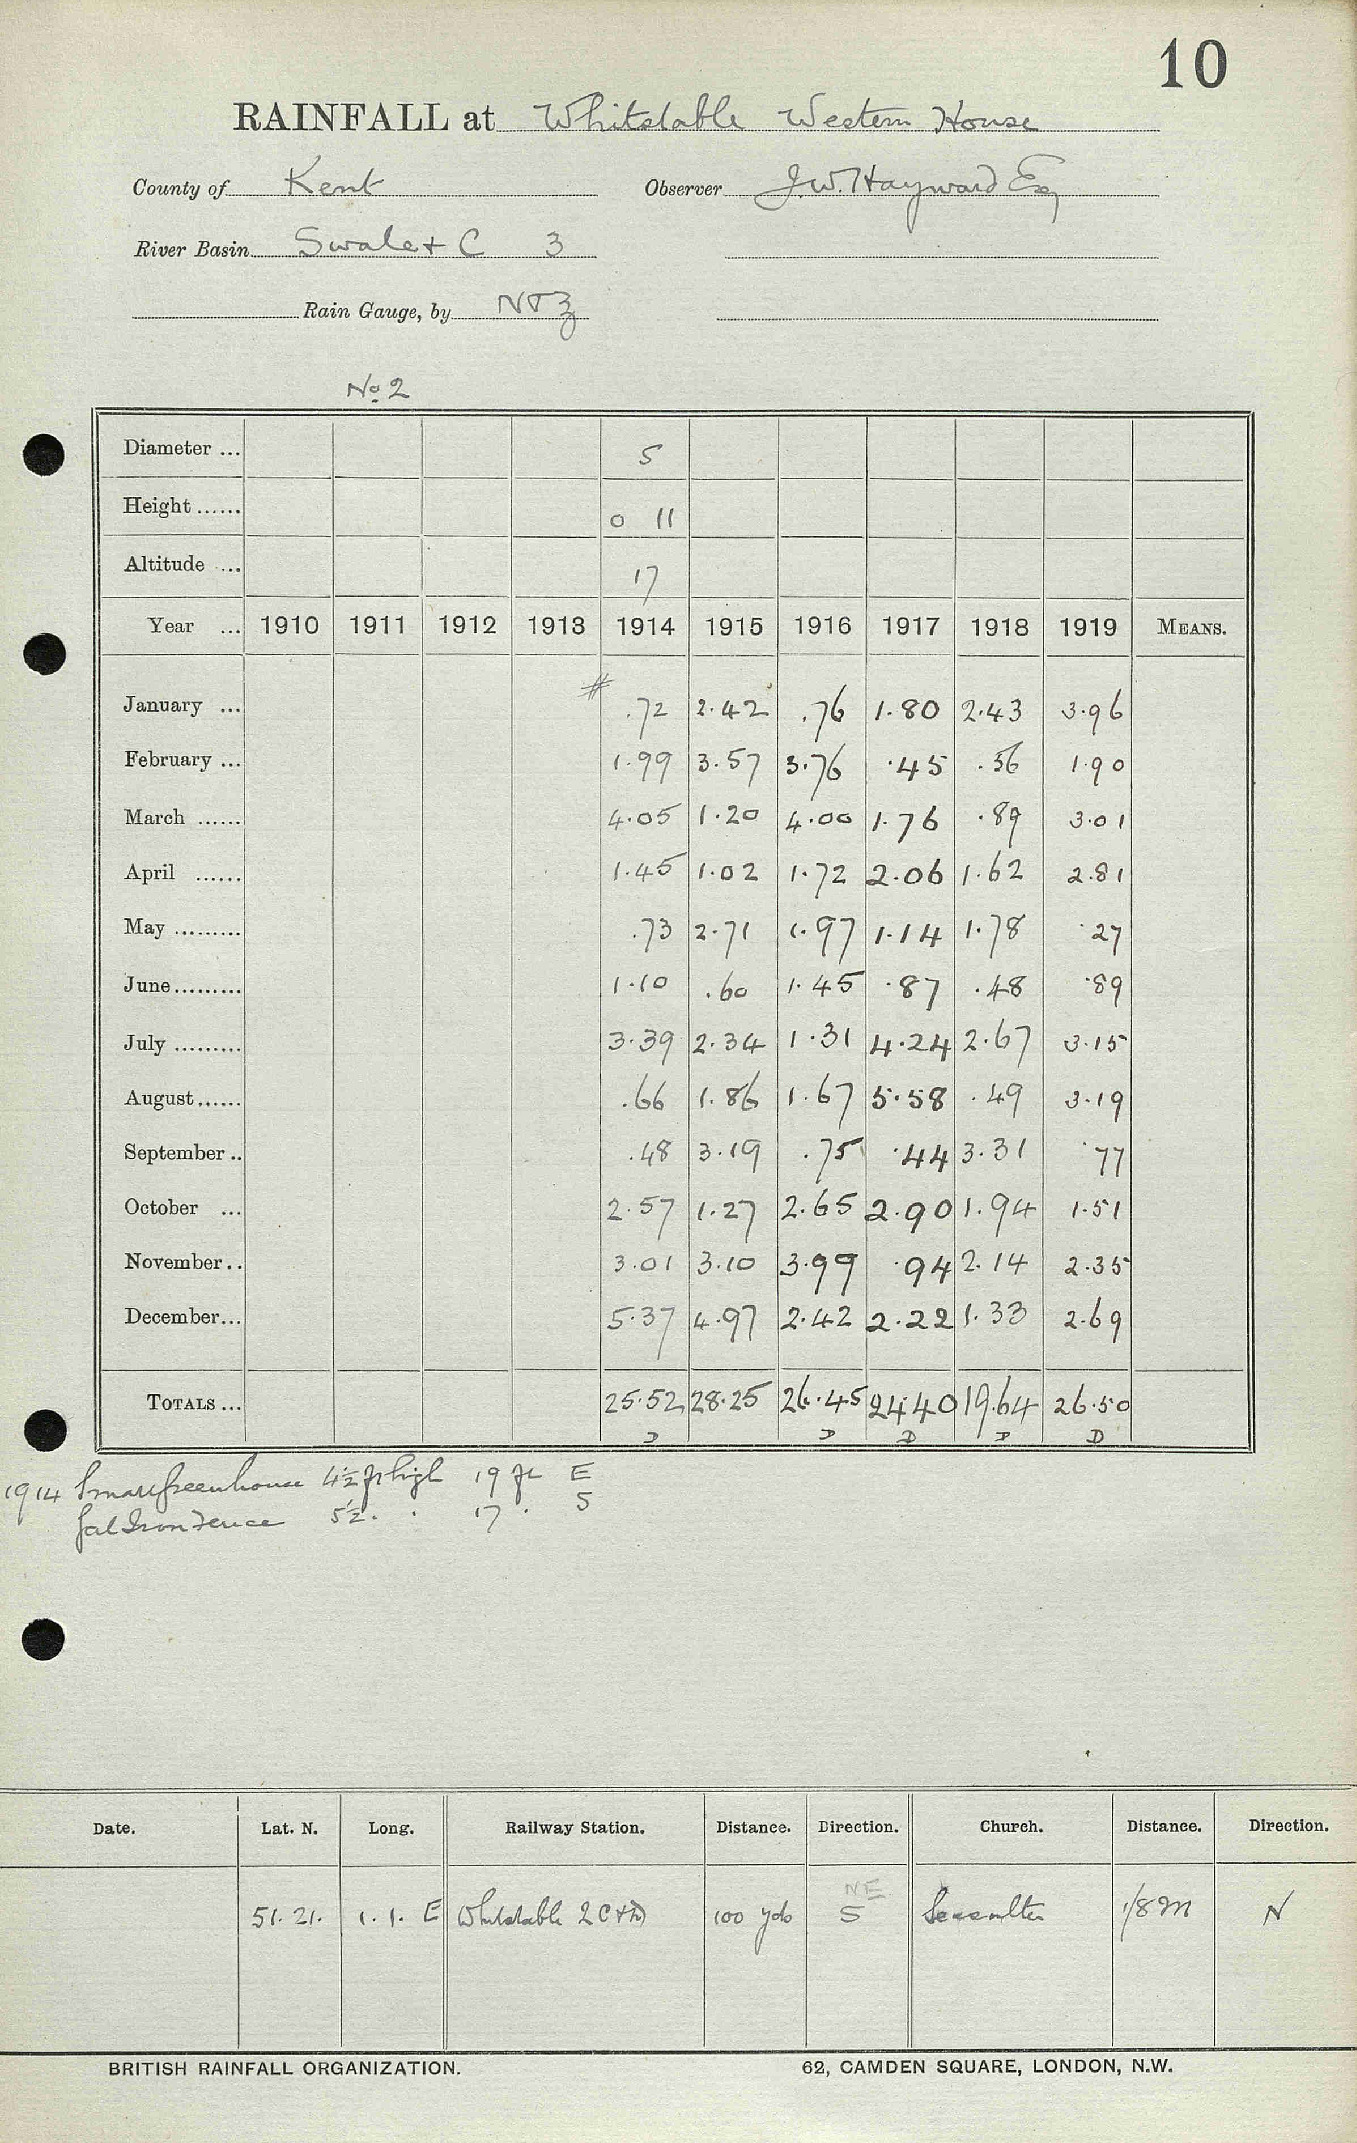 10
RAINFALL at Whitstable Western House
County of Kent Observer J.W. Hayward Esq
River Basin Swale + C 3
Rain Gauge, by N & Z
No. 2
Diameter ... 5
Height ...... 0 11
Altitude ... 17
Year ... 1910 1911 1912 1913 1914 1915 1916 1917 1918 1919 MEANS.
January ... # .72 2.42 .76 1.80 2.43 3.96
February ... 1.99 3.57 3.76 .45 .56 1.90
March ...... 4.05 1.20 4.00 1.76 .89 3.01
April ...... 1.45 1.02 1.72 2.06 1.62 2.81
May ......... .73 2.71 1.97 1.14 1.78 .27
June......... 1.10 .60 1.45 .87 .48 .89
July ......... 3.39 2.34 1.31 4.24 2.67 3.15
August...... .66 1.86 1.67 5.58 .49 3.19
September .. .48 3.19 .75 .44 3.31 .77
October ... 2.57 1.27 2.65 2.90 1.94 1.51
November.. 3.01 3.10 3.99 .94 2.14 2.35
December... 5.37 4.97 2.42 2.22 1.33 2.69
TOTALS ... 25.52 28.25 26.45 24.40 19.64 26.50
D D D D D
1914 Small Greenhouse 4½ ft high 19 ft E
Gal Iron Fence 5½ . . 17 . S
Date. Lat. N. Long. Railway Station. Distance. Direction. Church. Distance. Direction.
NE
51. 21. 1. 1. E Whitstable L C & D 100 yds S Seasalter 1/8 M N
BRITISH RAINFALL ORGANIZATION. 62, CAMDEN SQUARE, LONDON, N.W.